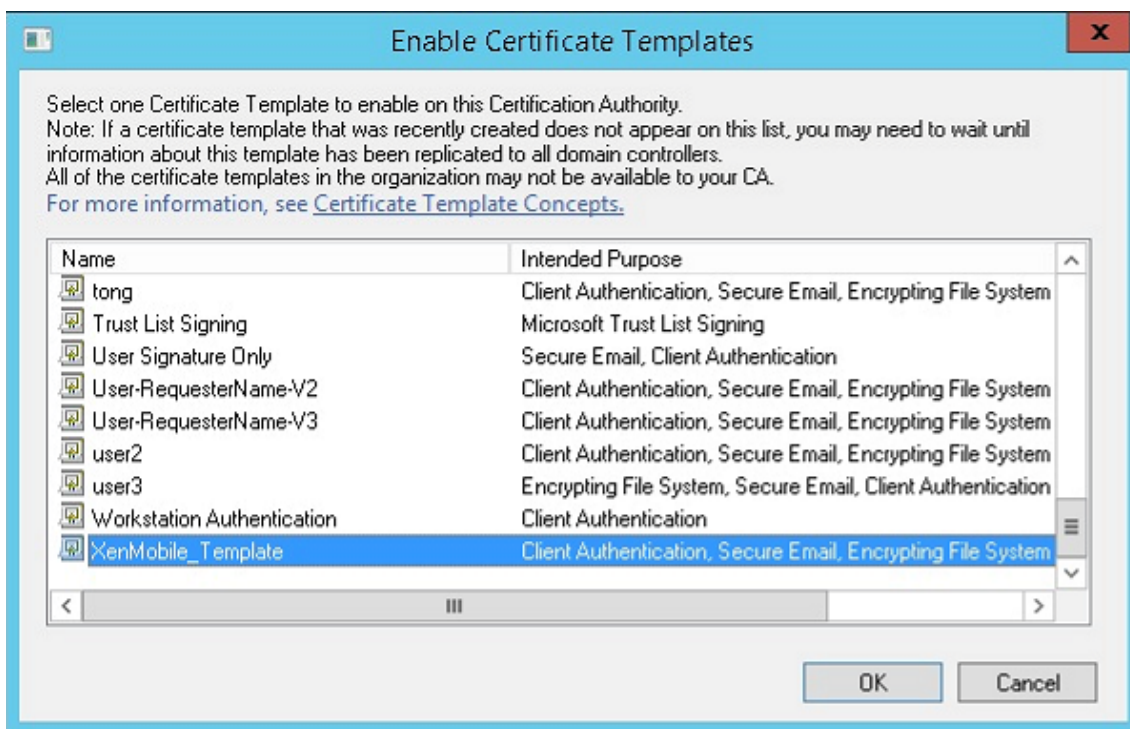 Enable Certificate Templates
x
Select one Certificate Template to enable on this Certification Authority.
Note: If a certificate template that was recently created does not appear on this list, you may need to wait until
information about this template has been replicated to all domain controllers.
All of the certificate templates in the organization may not be available to your CA.
For more information, see Certificate Template Concepts.
Name Intended Purpose
tong Client Authentication, Secure Email, Encrypting File System
Trust List Signing Microsoft Trust List Signing
User Signature Only Secure Email, Client Authentication
User-RequesterName-V2 Client Authentication, Secure Email, Encrypting File System
User-RequesterName-V3 Client Authentication, Secure Email, Encrypting File System
user2 Client Authentication, Secure Email, Encrypting File System
user3 Encrypting File System, Secure Email, Client Authentication
Workstation Authentication Client Authentication
XenMobile_Template Client Authentication, Secure Email, Encrypting File System
OK Cancel